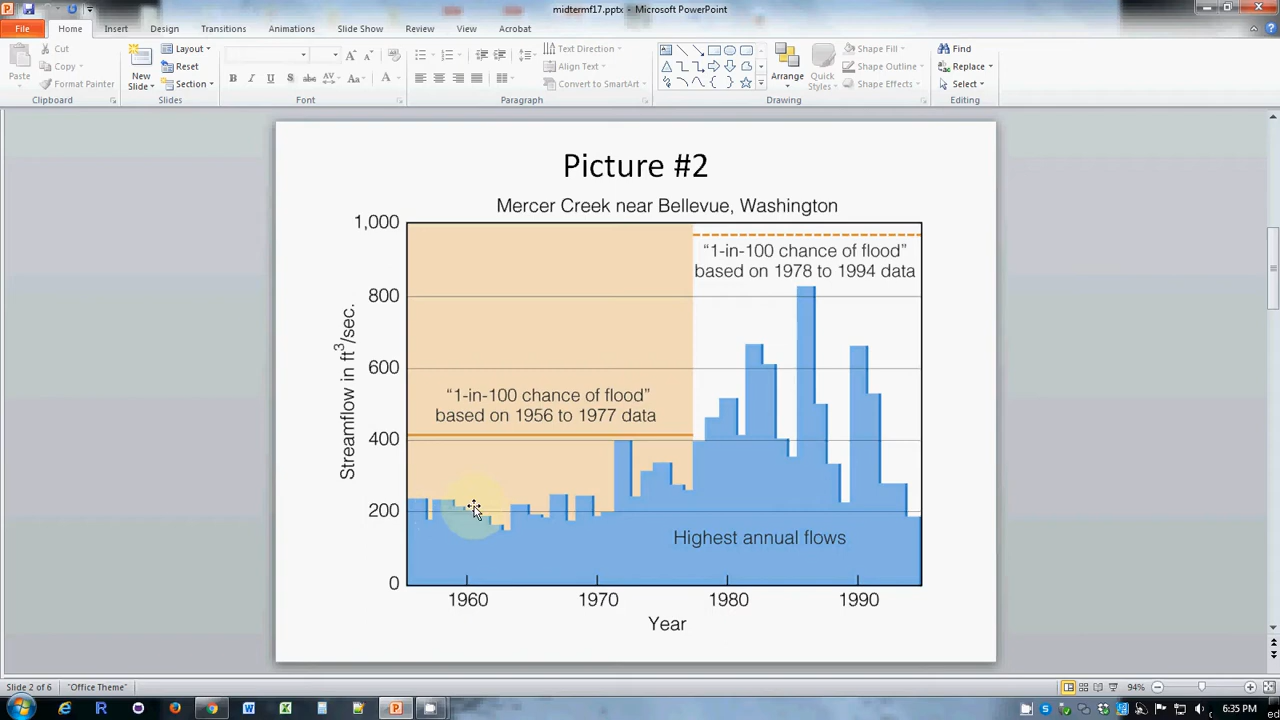 midtermf17.pptx - Microsoft PowerPoint
File Home Insert Design Transitions Animations Slide Show Review View Acrobat
Paste
Cut
Copy
Format Painter
Clipboard
New
Slide
Layout
Reset
Section
Slides
B I U S abc AV Aa A
Font
Text Direction
Align Text
Convert to SmartArt
Paragraph
Arrange
Quick
Styles
Shape Fill
Shape Outline
Shape Effects
Drawing
Find
Replace
Select
Editing
Picture #2
Mercer Creek near Bellevue, Washington
1,000
800
600
400
200
0
Streamflow in ft3/sec.
"1-in-100 chance of flood"
based on 1978 to 1994 data
"1-in-100 chance of flood"
based on 1956 to 1977 data
Highest annual flows
1960 1970 1980 1990
Year
Slide 2 of 6 "Office Theme" 94%
6:35 PM